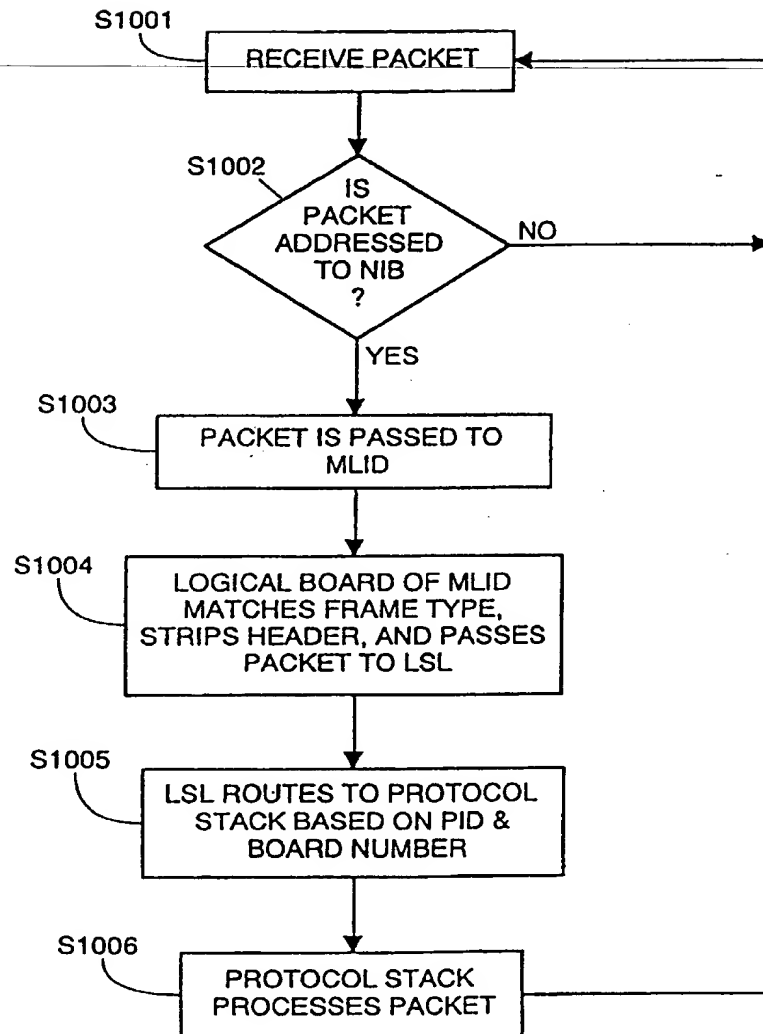 S1001
RECEIVE PACKET
S1002
IS
PACKET
ADDRESSED
TO NIB
?
NO
YES
S1003
PACKET IS PASSED TO
MLID
S1004
LOGICAL BOARD OF MLID
MATCHES FRAME TYPE,
STRIPS HEADER, AND PASSES
PACKET TO LSL
S1005
LSL ROUTES TO PROTOCOL
STACK BASED ON PID &
BOARD NUMBER
S1006
PROTOCOL STACK
PROCESSES PACKET